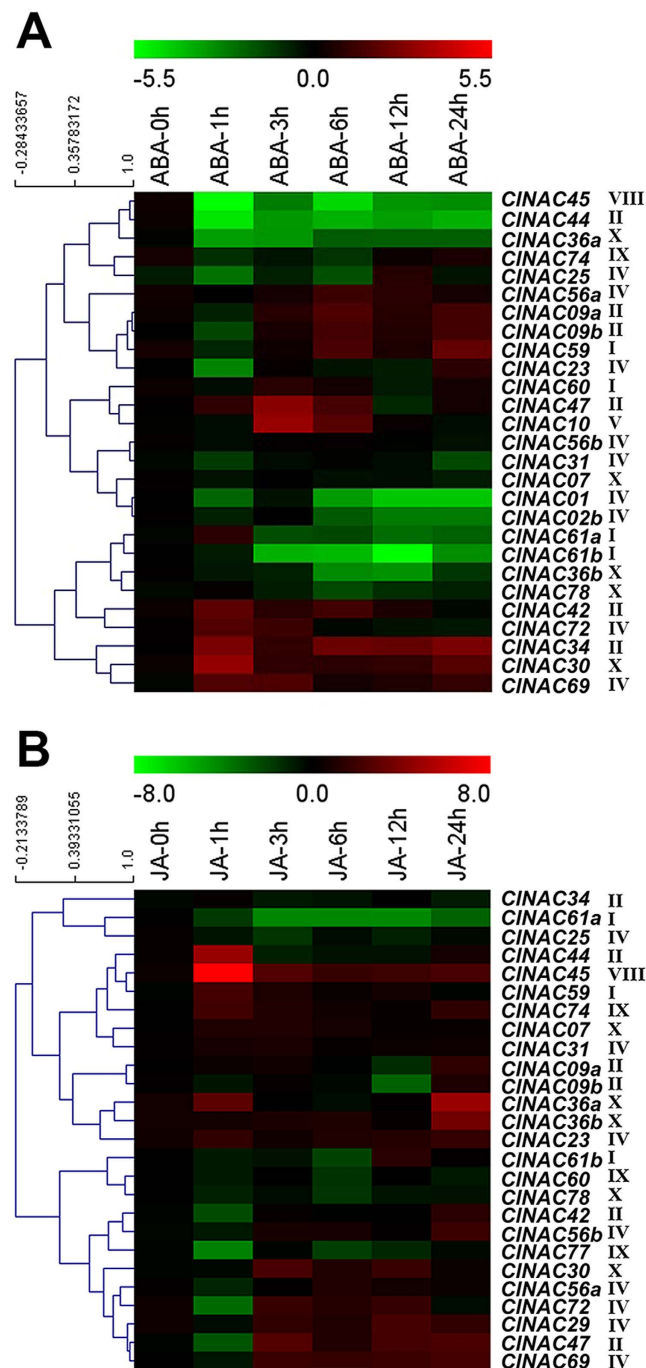 A
-5.5 0.0 5.5
-0.28433657 0.35783172 1.0 ABA-0h ABA-1h ABA-3h ABA-6h ABA-12h ABA-24h
ClNAC45 VIII
ClNAC44 II
ClNAC36a X
ClNAC74 IX
ClNAC25 IV
ClNAC56a IV
ClNAC09a II
ClNAC09b II
ClNAC59 I
ClNAC23 IV
ClNAC60 I
ClNAC47 II
ClNAC10 V
ClNAC56b IV
ClNAC31 IV
ClNAC07 X
ClNAC01 IV
ClNAC02b IV
ClNAC61a I
ClNAC61b I
ClNAC36b X
ClNAC78 X
ClNAC42 II
ClNAC72 IV
ClNAC34 II
ClNAC30 X
ClNAC69 IV
B
-8.0 0.0 8.0
-0.2133789 0.39331055 1.0 JA-0h JA-1h JA-3h JA-6h JA-12h JA-24h
ClNAC34 II
ClNAC61a I
ClNAC25 IV
ClNAC44 II
ClNAC45 VIII
ClNAC59 I
ClNAC74 IX
ClNAC07 X
ClNAC31 IV
ClNAC09a II
ClNAC09b II
ClNAC36a X
ClNAC36b X
ClNAC23 IV
ClNAC61b I
ClNAC60 IX
ClNAC78 X
ClNAC42 II
ClNAC56b IV
ClNAC77 IX
ClNAC30 X
ClNAC56a IV
ClNAC72 IV
ClNAC29 IV
ClNAC47 II
ClNAC69 IV